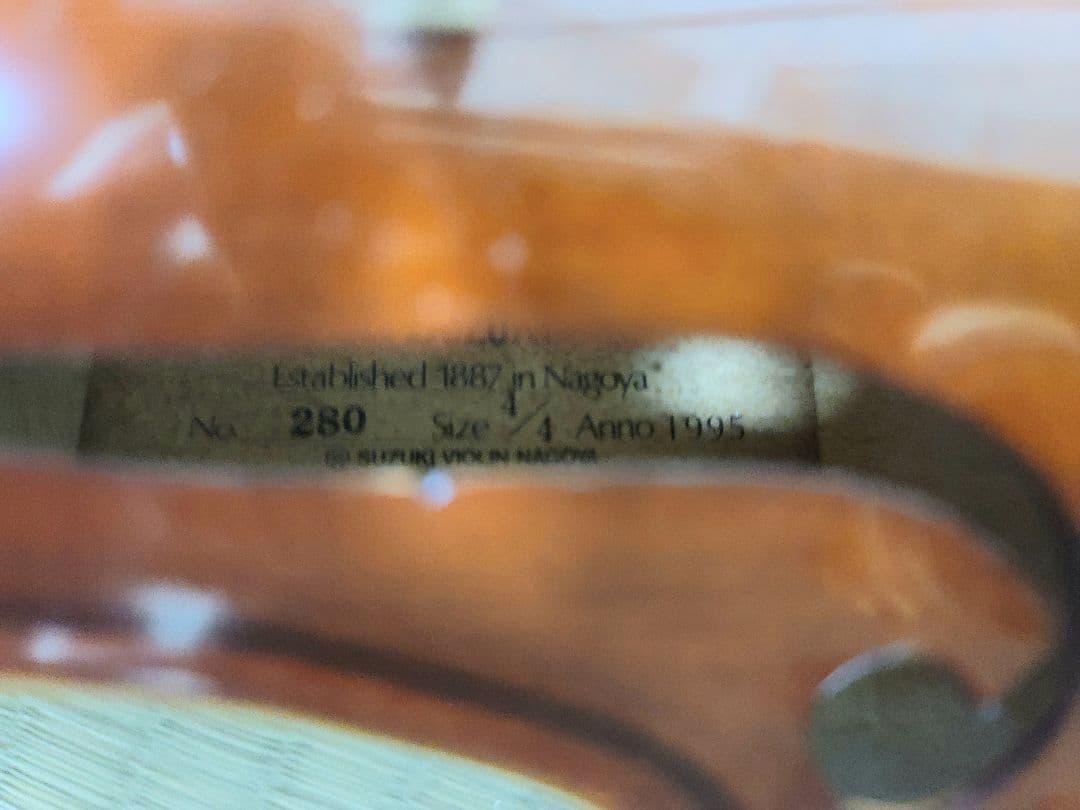 Established 1887 in Nagoya
No. 280 Size 4/4 Anno 1995
SUZUKI VIOLIN NAGOYA